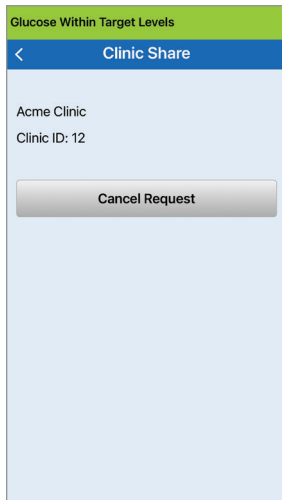 Glucose Within Target Levels
Clinic Share
Acme Clinic
Clinic ID: 12
Cancel Request